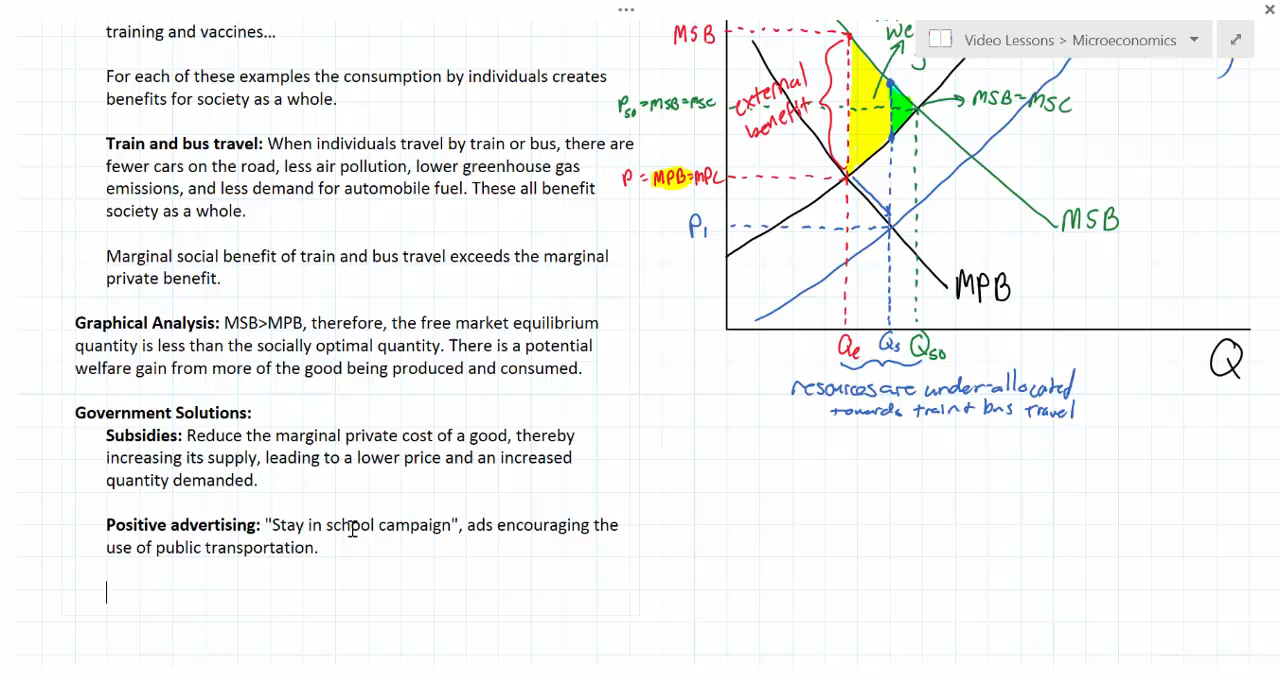 training and vaccines...
For each of these examples the consumption by individuals creates
benefits for society as a whole.
Train and bus travel: When individuals travel by train or bus, there are
fewer cars on the road, less air pollution, lower greenhouse gas
emissions, and less demand for automobile fuel. These all benefit
society as a whole.
Marginal social benefit of train and bus travel exceeds the marginal
private benefit.
Graphical Analysis: MSB>MPB, therefore, the free market equilibrium
quantity is less than the socially optimal quantity. There is a potential
welfare gain from more of the good being produced and consumed.
Government Solutions:
Subsidies: Reduce the marginal private cost of a good, thereby
increasing its supply, leading to a lower price and an increased
quantity demanded.
Positive advertising: "Stay in school campaign", ads encouraging the
use of public transportation.
Video Lessons > Microeconomics
MSB
Pso=MSB=MSC
external
benefit
MSB=MSC
P = MPB=MPC
P1
MSB
MPB
Qe Qs Qso
Q
resources are under-allocated
towards train + bus travel